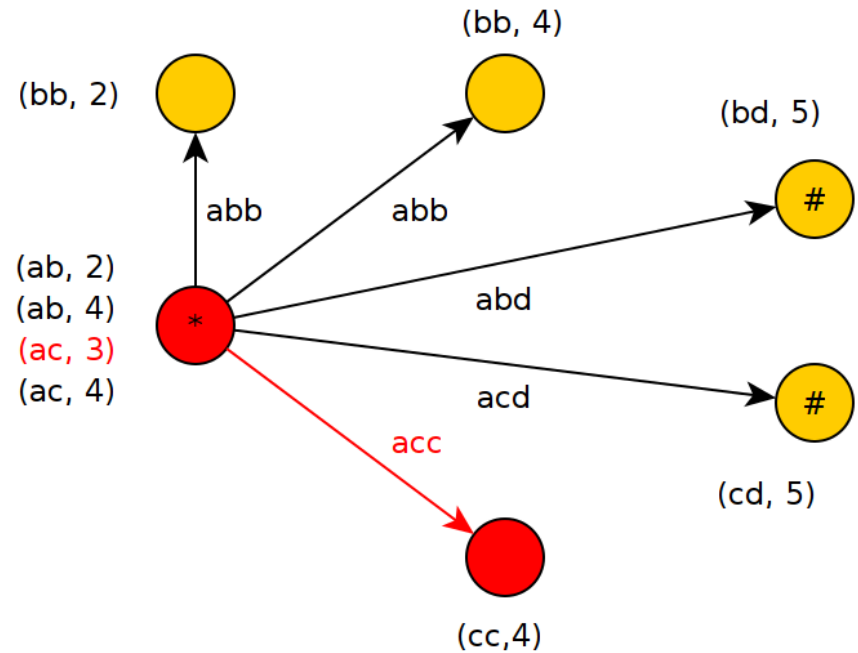 (bb, 4)
(bb, 2)
(bd, 5)
#
abb
abb
(ab, 2)
(ab, 4)
(ac, 3)
(ac, 4)
*
abd
acd
#
acc
(cd, 5)
(cc,4)